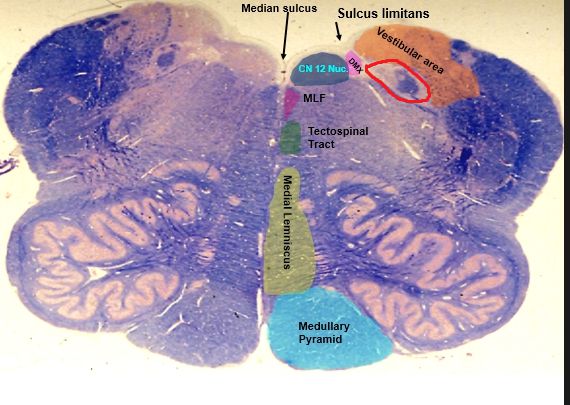 Median sulcus
Sulcus limitans
Vestibular area
CN 12 Nuc.
DMX
MLF
Tectospinal
Tract
Medial Lemniscus
Medullary
Pyramid